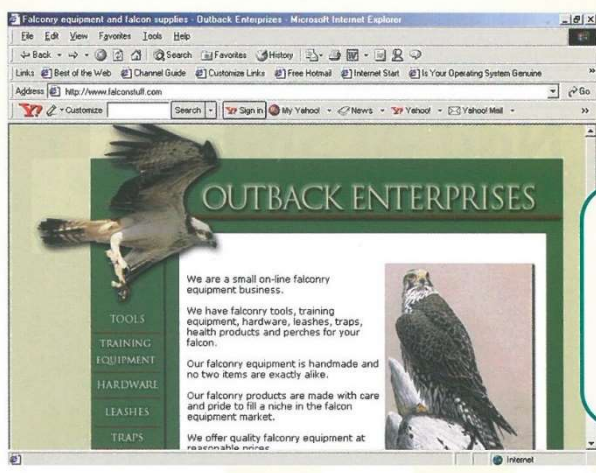 Falconry equipment and falcon supplies - Outback Enterprizes - Microsoft Internet Explorer
File Edit View Favorites Tools Help
Back Search Favorites History
Links Best of the Web Channel Guide Customize Links Free Hotmail Internet Start Is Your Operating System Genuine
Address http://www.falconstuff.com Go
Y! Customize Search Sign in My Yahoo! News Yahoo! Yahoo! Mail
OUTBACK ENTERPRISES
We are a small on-line falconry
equipment business.
We have falconry tools, training
equipment, hardware, leashes, traps,
health products and perches for your
falcon.
Our falconry equipment is handmade and
no two items are exactly alike.
Our falconry products are made with care
and pride to fill a niche in the falcon
equipment market.
We offer quality falconry equipment at
reasonable prices
TOOLS
TRAINING
EQUIPMENT
HARDWARE
LEASHES
TRAPS
Internet